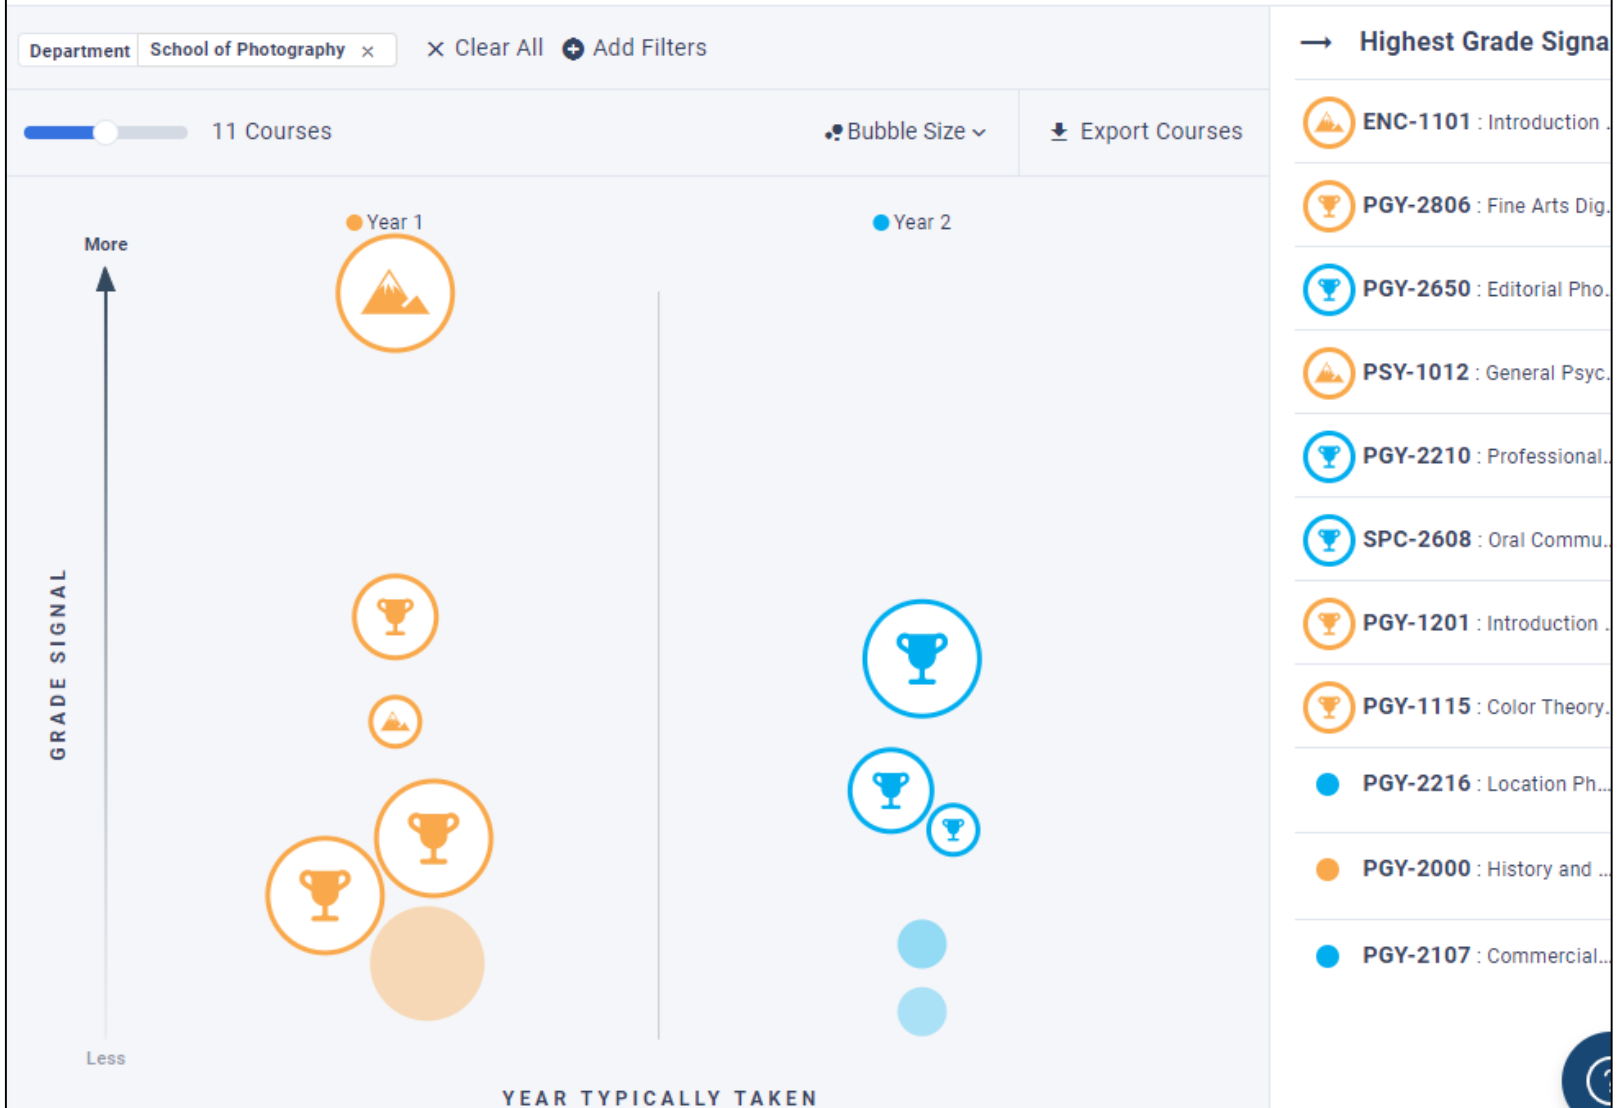 Department School of Photography × × Clear All Add Filters
11 Courses Bubble Size Export Courses
Year 1 Year 2
More
GRADE SIGNAL
Less
YEAR TYPICALLY TAKEN
→ Highest Grade Signa
ENC-1101 : Introduction .
PGY-2806 : Fine Arts Dig.
PGY-2650 : Editorial Pho.
PSY-1012 : General Psyc.
PGY-2210 : Professional..
SPC-2608 : Oral Commu..
PGY-1201 : Introduction .
PGY-1115 : Color Theory.
PGY-2216 : Location Ph...
PGY-2000 : History and ...
PGY-2107 : Commercial...